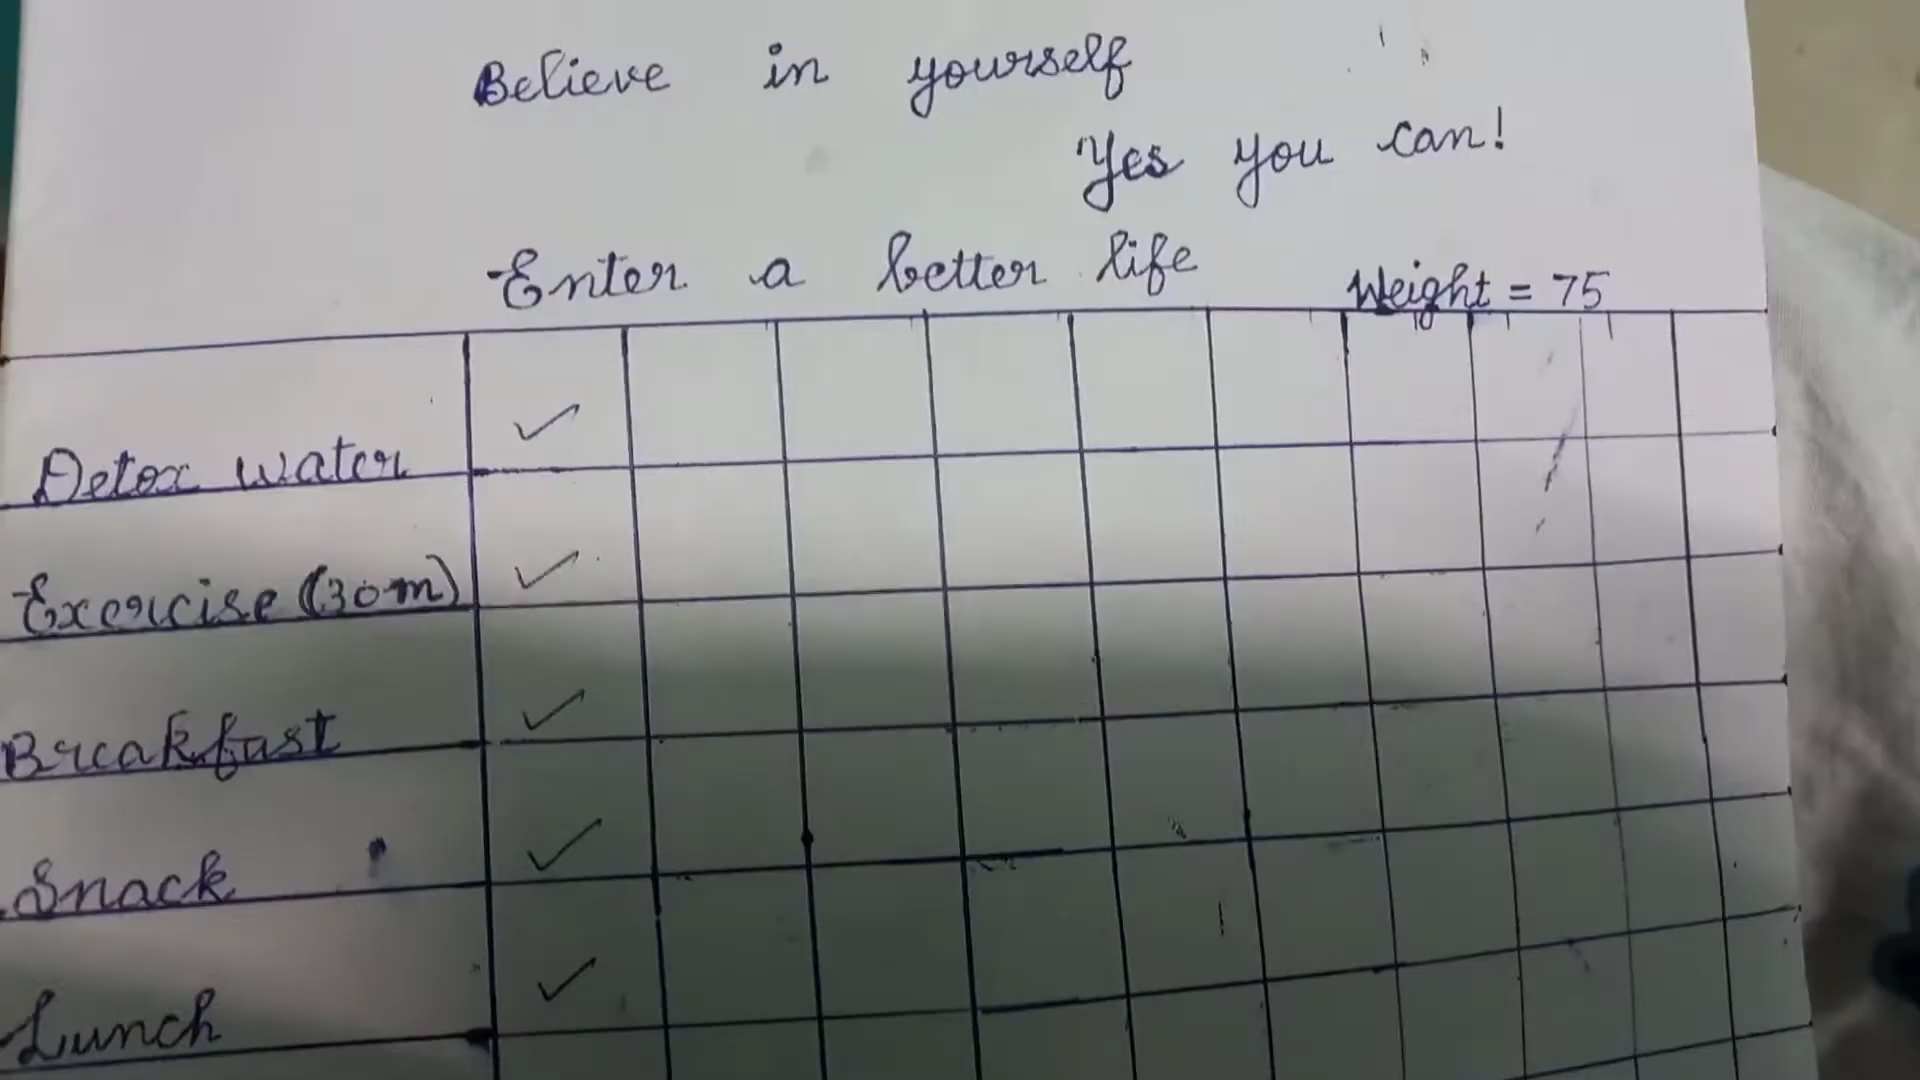 Believe in yourself
Yes you can!
Enter a better life
Weight = 75
Detox water
Exercise (30m)
Breakfast
Snack
Lunch